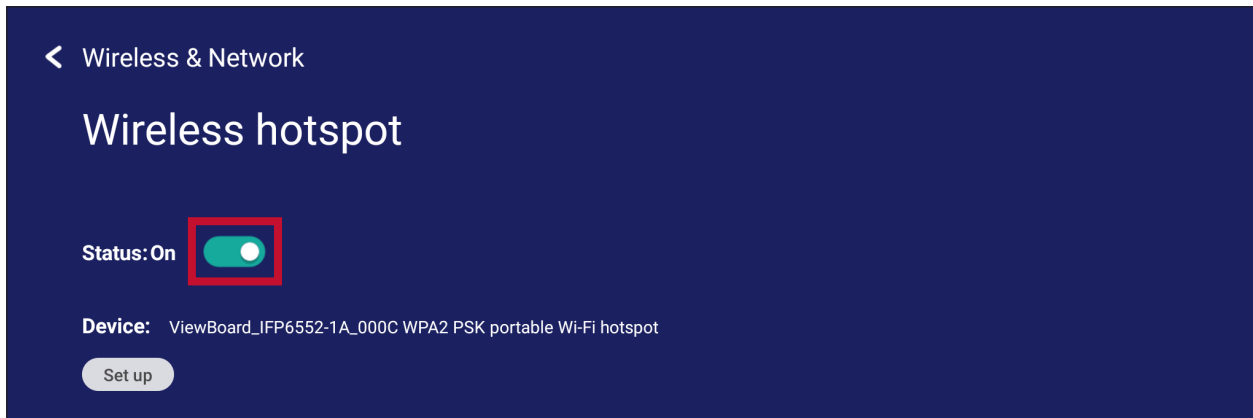 Wireless & Network
Wireless hotspot
Status: On
Device: ViewBoard_IFP6552-1A_000C WPA2 PSK portable Wi-Fi hotspot
Set up